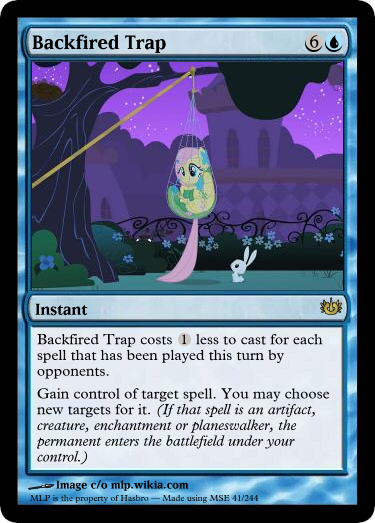 Backfired Trap 6
Instant
Backfired Trap costs 1 less to cast for each
spell that has been played this turn by
opponents.
Gain control of target spell. You may choose
new targets for it. (If that spell is an artifact,
creature, enchantment or planeswalker, the
permanent enters the battlefield under your
control.)
Image c/o mlp.wikia.com
MLP is the property of Hasbro — Made using MSE 41/244